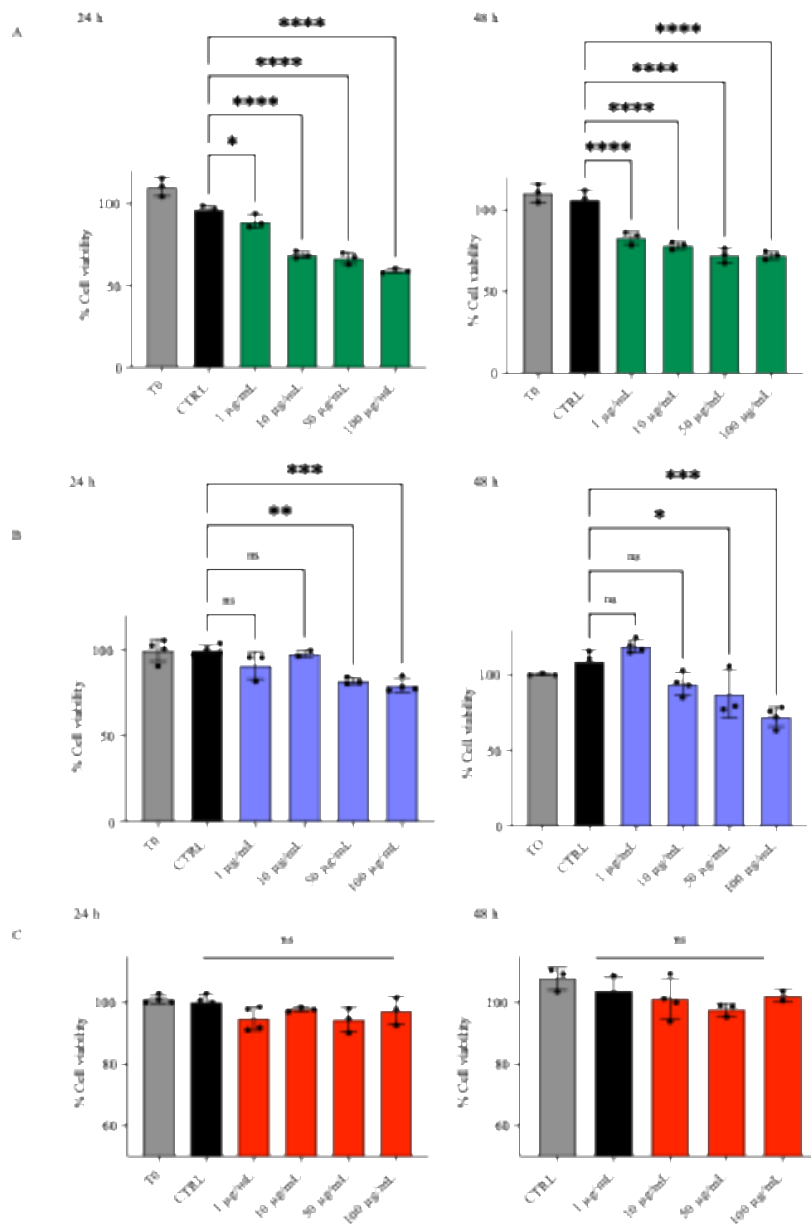 A
24 h
****
****
****
*
% Cell viability
100
50
0
T0
CTRL
1 µg/mL
10 µg/mL
50 µg/mL
100 µg/mL
48 h
****
****
****
****
% Cell viability
100
50
0
T0
CTRL
1 µg/mL
10 µg/mL
50 µg/mL
100 µg/mL
B
24 h
***
**
ns
ns
% Cell viability
100
50
0
T0
CTRL
1 µg/mL
10 µg/mL
50 µg/mL
100 µg/mL
48 h
***
*
ns
ns
% Cell viability
100
50
0
TO
CTRL
1 µg/mL
10 µg/mL
50 µg/mL
100 µg/mL
C
24 h
ns
% Cell viability
100
80
60
T0
CTRL
1 µg/mL
10 µg/mL
50 µg/mL
100 µg/mL
48 h
ns
% Cell viability
100
80
60
CTRL
1 µg/mL
10 µg/mL
50 µg/mL
100 µg/mL